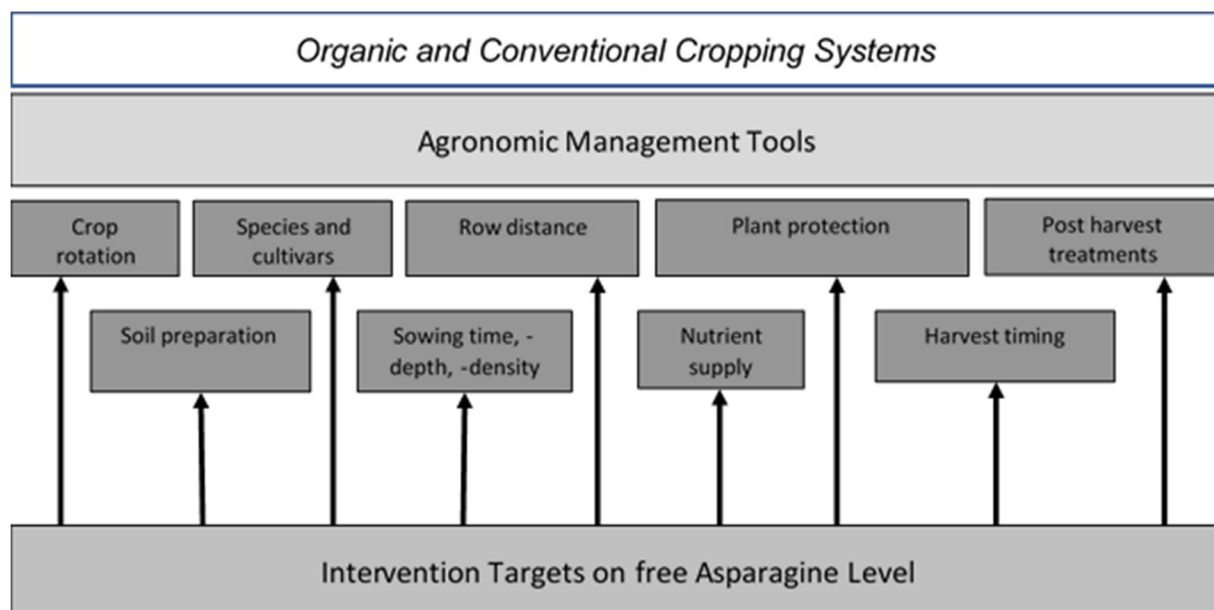 Organic and Conventional Cropping Systems
Agronomic Management Tools
Crop
rotation
Species and
cultivars
Row distance
Plant protection
Post harvest
treatments
Soil preparation
Sowing time, -
depth, -density
Nutrient
supply
Harvest timing
Intervention Targets on free Asparagine Level